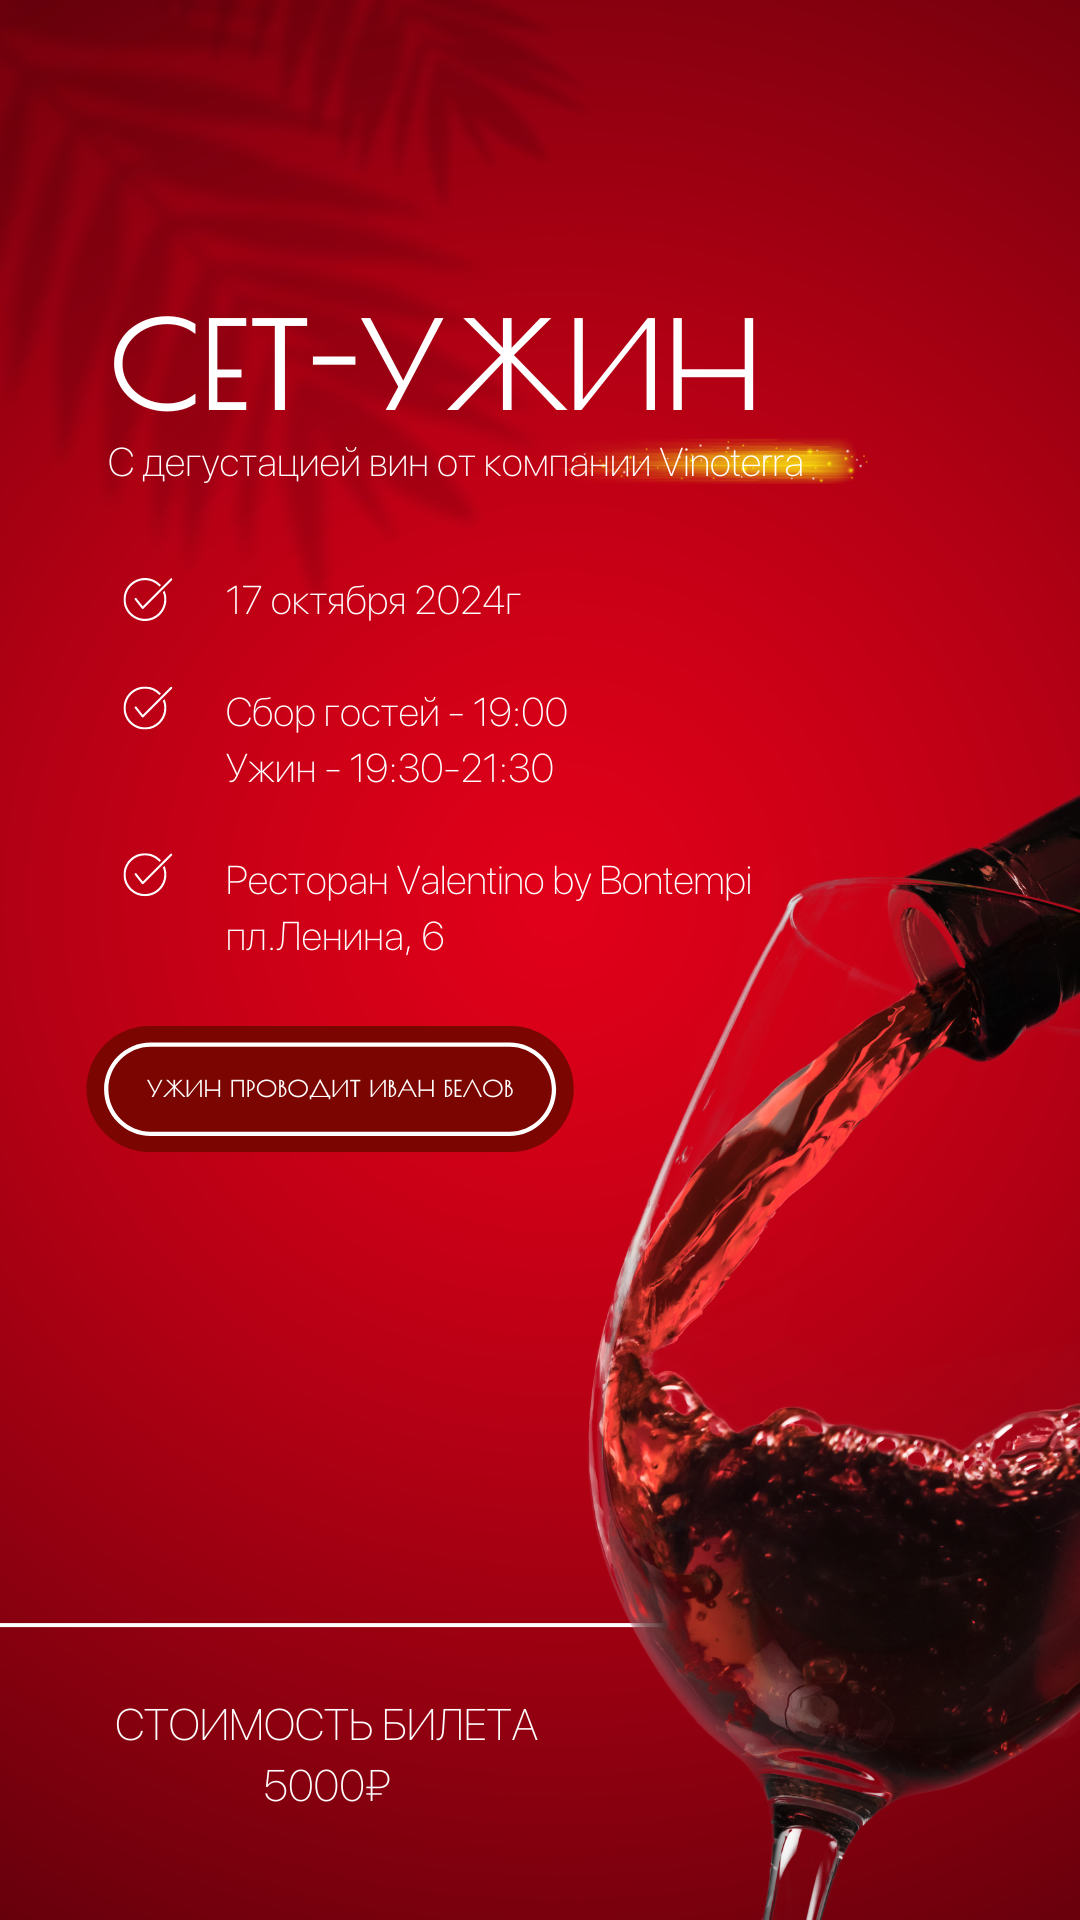 СЕТ-УЖИН
С дегустацией вин от компании Vinoterra
17 октября 2024г
Сбор гостей - 19:00
Ужин - 19:30-21:30
Ресторан Valentino by Bontempi
пл.Ленина, 6
УЖИН ПРОВОДИТ ИВАН БЕЛОВ
СТОИМОСТЬ БИЛЕТА
5000₽